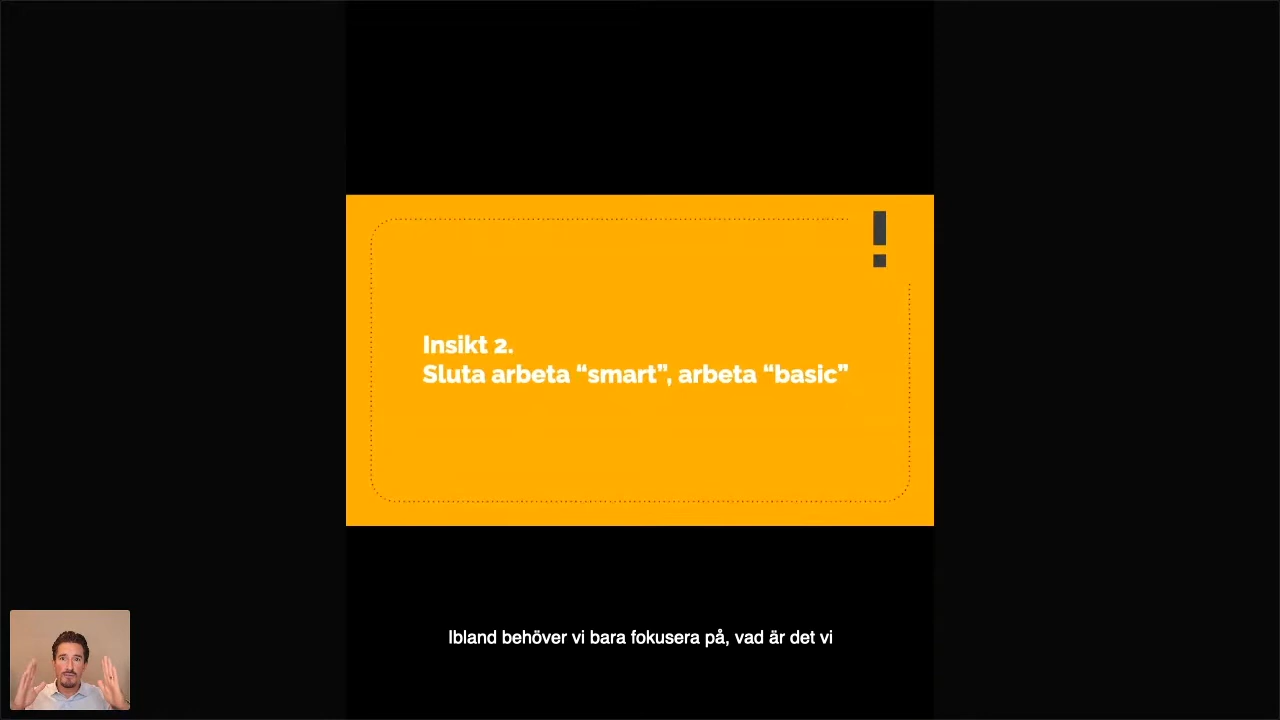 !
Insikt 2.
Sluta arbeta “smart”, arbeta “basic”
Ibland behöver vi bara fokusera på, vad är det vi